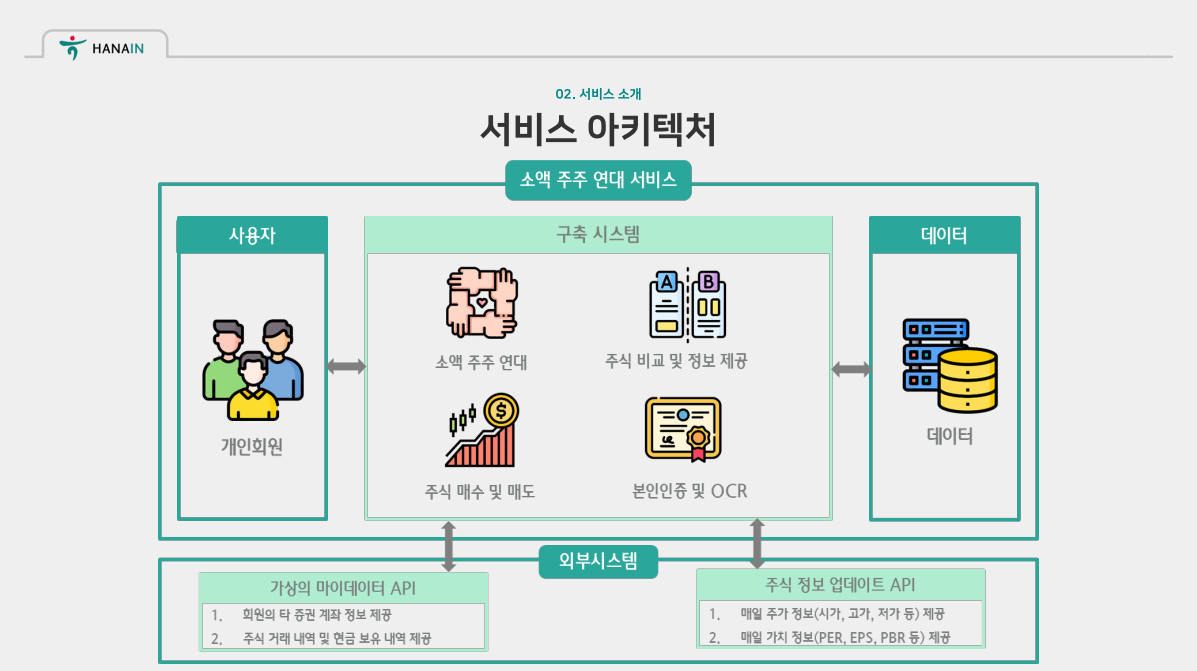 HANAIN
02. 서비스 소개
서비스 아키텍처
소액 주주 연대 서비스
사용자
개인회원
구축 시스템
A B
소액 주주 연대
주식 비교 및 정보 제공
$
주식 매수 및 매도
본인인증 및 OCR
데이터
데이터
외부시스템
가상의 마이데이터 API
1. 회원의 타 증권 계좌 정보 제공
2. 주식 거래 내역 및 현금 보유 내역 제공
주식 정보 업데이트 API
1. 매일 주가 정보(시가, 고가, 저가 등) 제공
2. 매일 가치 정보(PER, EPS, PBR 등) 제공